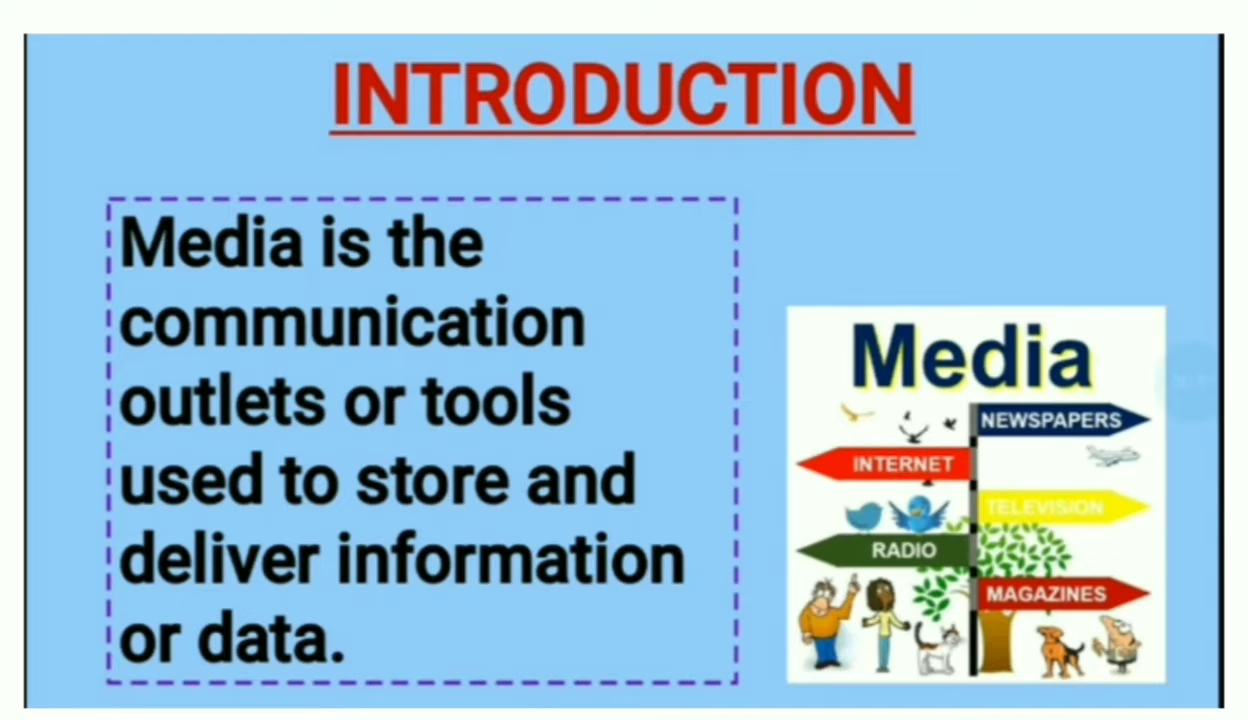 INTRODUCTION
Media is the
communication
outlets or tools
used to store and
deliver information
or data.
Media
NEWSPAPERS
INTERNET
TELEVISION
RADIO
MAGAZINES